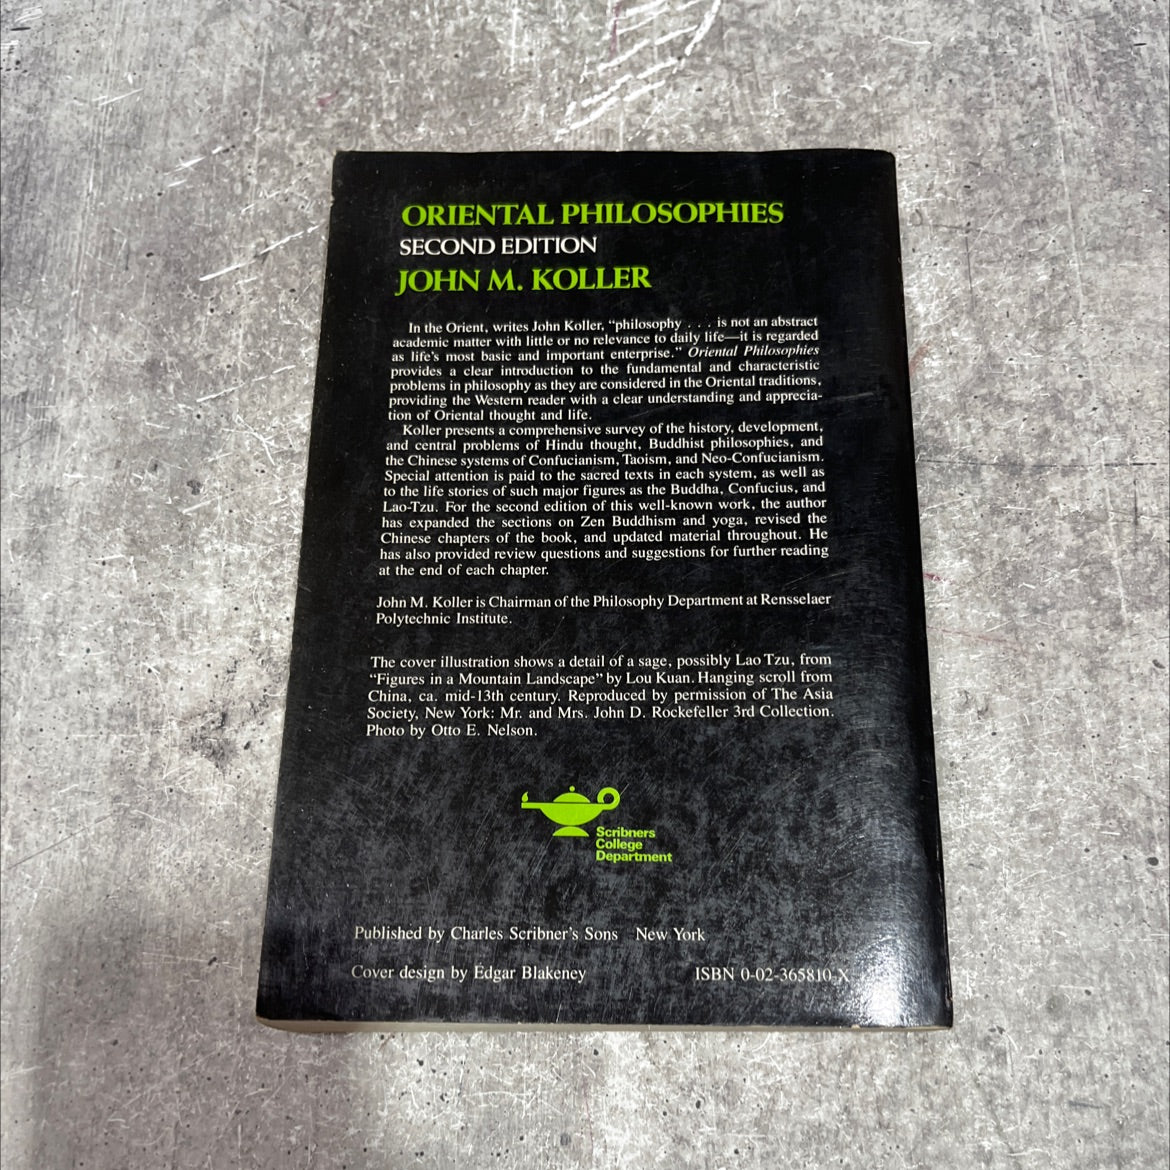 ORIENTAL PHILOSOPHIES
SECOND EDITION
JOHN M. KOLLER
In the Orient, writes John Koller, “philosophy . . . is not an abstract
academic matter with little or no relevance to daily life—it is regarded
as life's most basic and important enterprise.” Oriental Philosophies
provides a clear introduction to the fundamental and characteristic
problems in philosophy as they are considered in the Oriental traditions,
providing the Western reader with a clear understanding and apprecia-
tion of Oriental thought and life.
Koller presents a comprehensive survey of the history, development,
and central problems of Hindu thought, Buddhist philosophies, and
the Chinese systems of Confucianism, Taoism, and Neo-Confucianism.
Special attention is paid to the sacred texts in each system, as well as
to the life stories of such major figures as the Buddha, Confucius, and
Lao-Tzu. For the second edition of this well-known work, the author
has expanded the sections on Zen Buddhism and yoga, revised the
Chinese chapters of the book, and updated material throughout. He
has also provided review questions and suggestions for further reading
at the end of each chapter.
John M. Koller is Chairman of the Philosophy Department at Rensselaer
Polytechnic Institute.
The cover illustration shows a detail of a sage, possibly Lao Tzu, from
“Figures in a Mountain Landscape” by Lou Kuan. Hanging scroll from
China, ca. mid-13th century. Reproduced by permission of The Asia
Society, New York: Mr. and Mrs. John D. Rockefeller 3rd Collection.
Photo by Otto E. Nelson.
Scribners
College
Department
Published by Charles Scribner's Sons New York
Cover design by Edgar Blakeney ISBN 0-02-365810-X